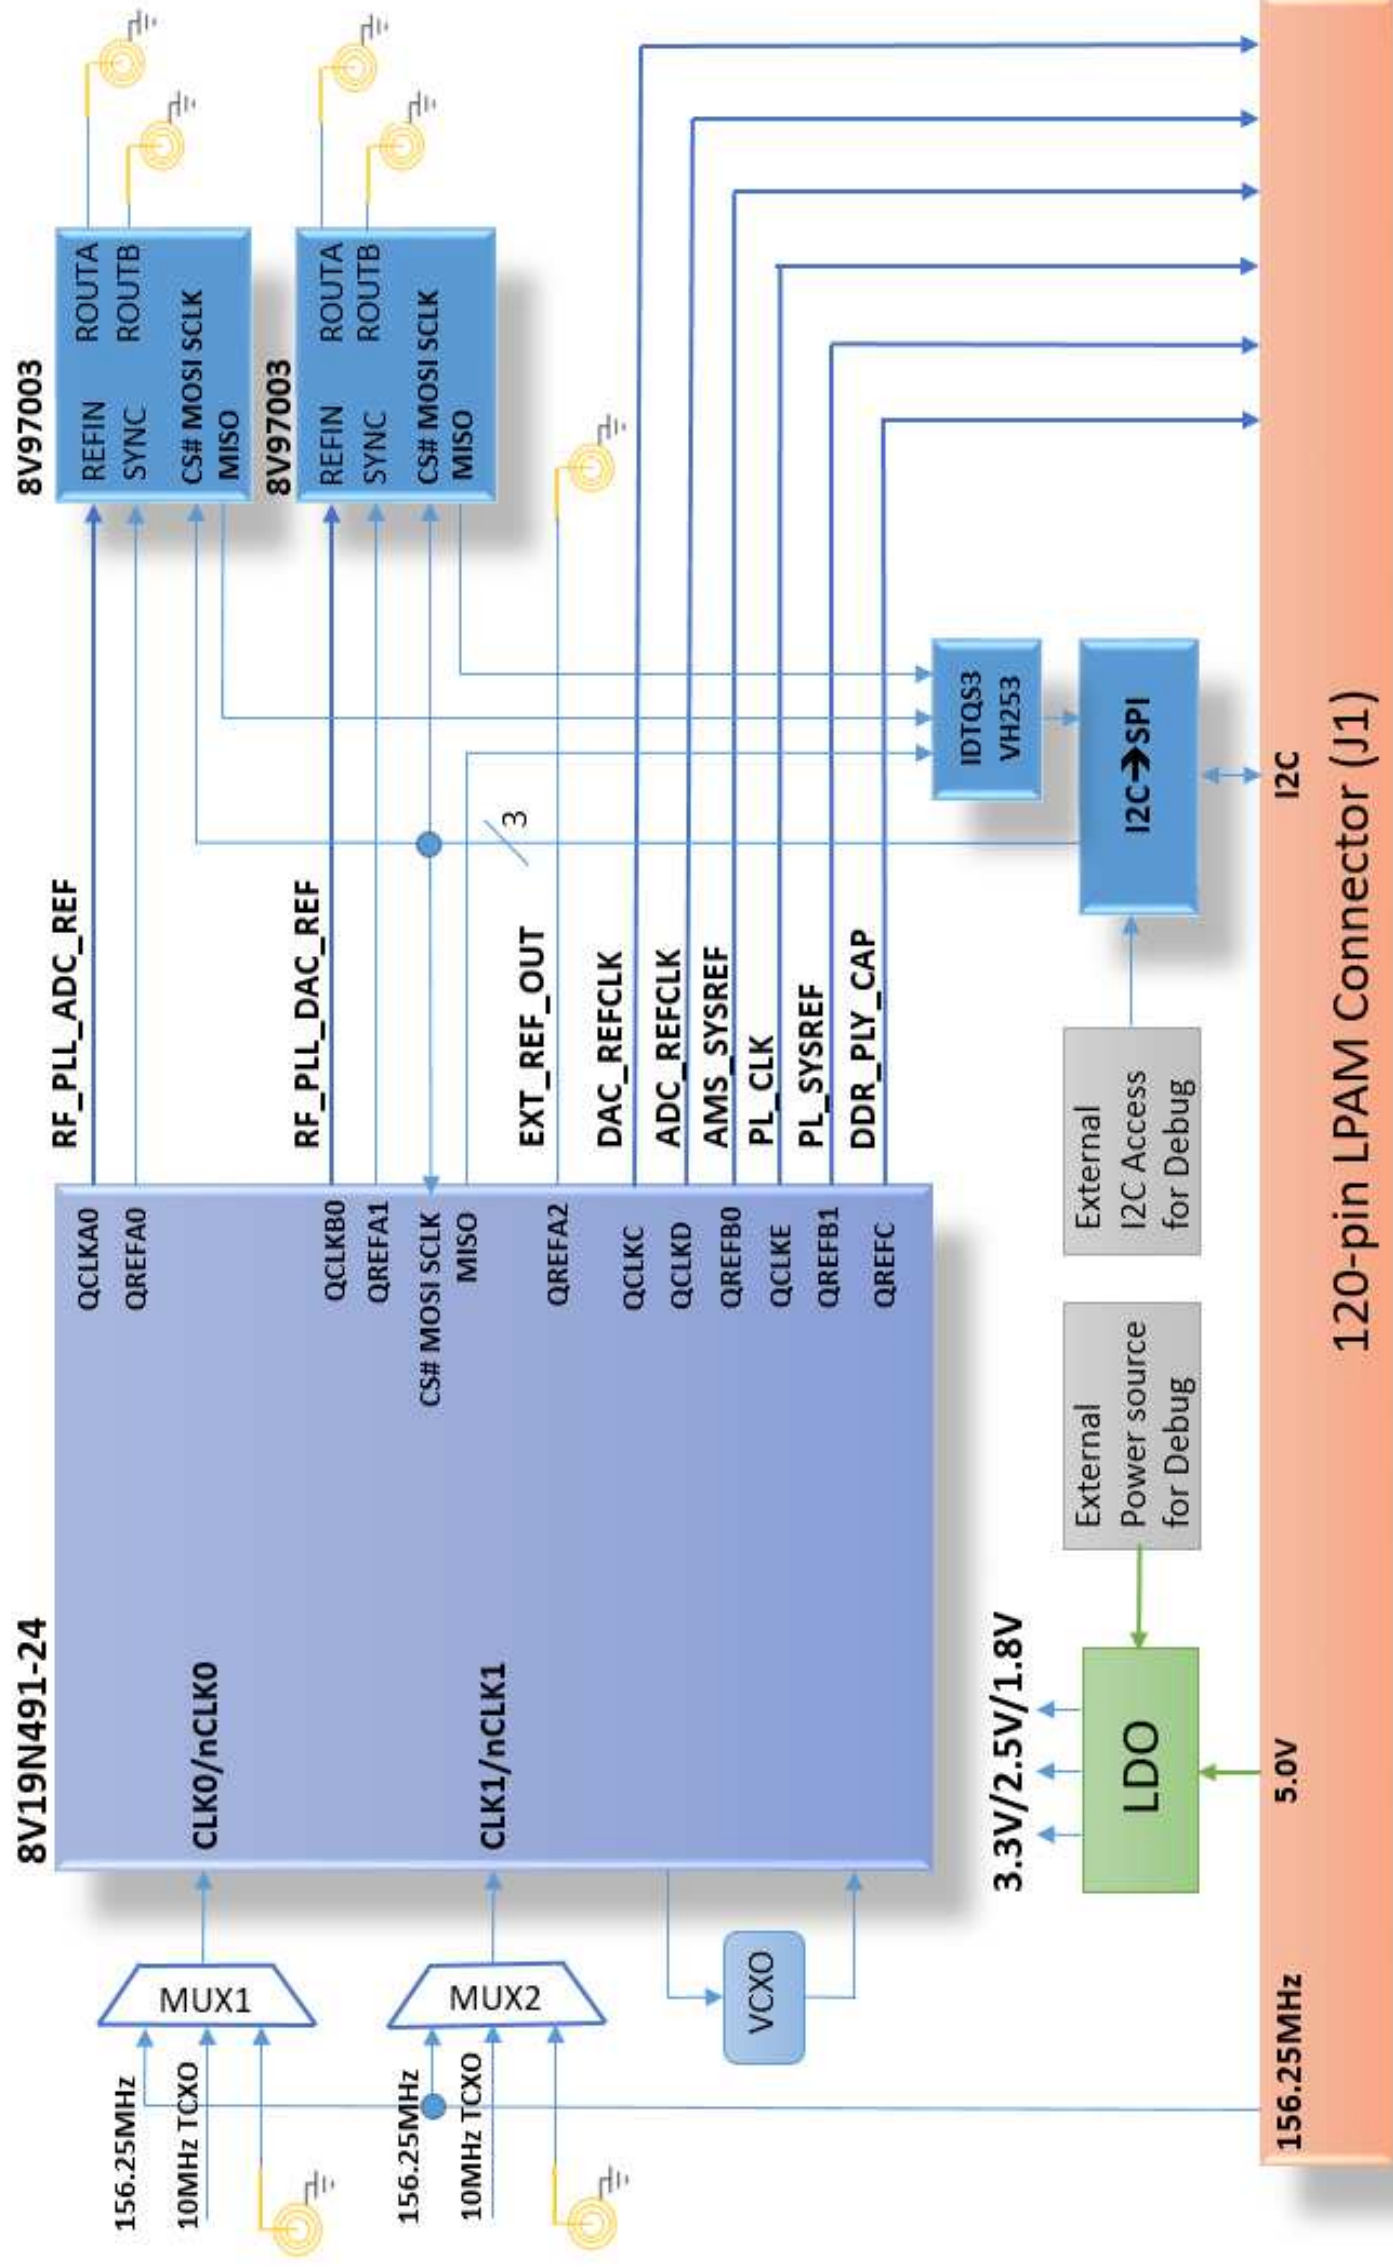 8V19N491-24
8V97003
REFIN ROUTA
SYNC ROUTB
CS# MOSI SCLK
MISO
8V97003
REFIN ROUTA
SYNC ROUTB
CS# MOSI SCLK
MISO
156.25MHz
10MHz TCXO
MUX1
CLK0/nCLK0
156.25MHz
10MHz TCXO
MUX2
CLK1/nCLK1
VCXO
QCLKA0
RF_PLL_ADC_REF
QREFA0
QCLKB0
RF_PLL_DAC_REF
QREFA1
CS# MOSI SCLK
MISO
3
QREFA2
EXT_REF_OUT
QCLKC
DAC_REFCLK
QCLKD
ADC_REFCLK
QREFB0
AMS_SYSREF
QCLKE
PL_CLK
QREFB1
PL_SYSREF
QREFC
DDR_PLY_CAP
IDTQS3
VH253
3.3V/2.5V/1.8V
LDO
External
Power source
for Debug
External
I2C Access
for Debug
I2C➔SPI
156.25MHz
5.0V
I2C
120-pin LPAM Connector (J1)